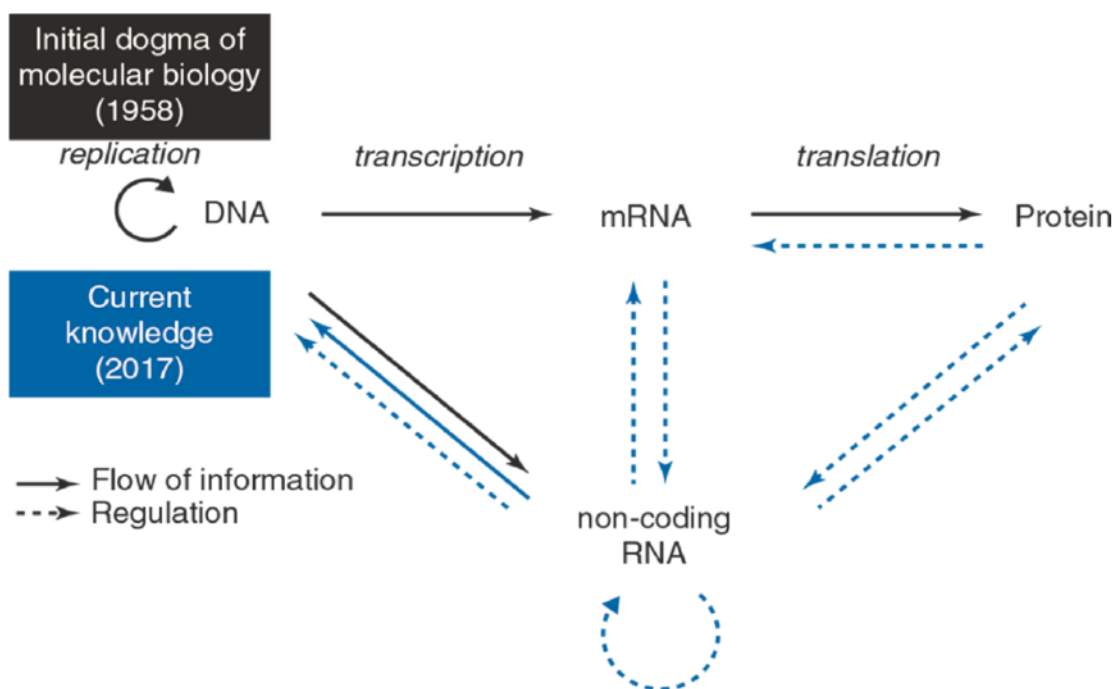 Initial dogma of
molecular biology
(1958)
replication
transcription
translation
DNA
mRNA
Protein
Current
knowledge
(2017)
Flow of information
Regulation
non-coding
RNA